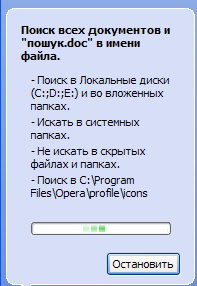 Поиск всех документов и
"пошук.doc" в имени
файла.
- Поиск в Локальные диски
(C:;D:;E:) и во вложенных
папках.
- Искать в системных
папках.
- Не искать в скрытых
файлах и папках.
- Поиск в C:\Program
Files\Opera\profile\icons
Остановить